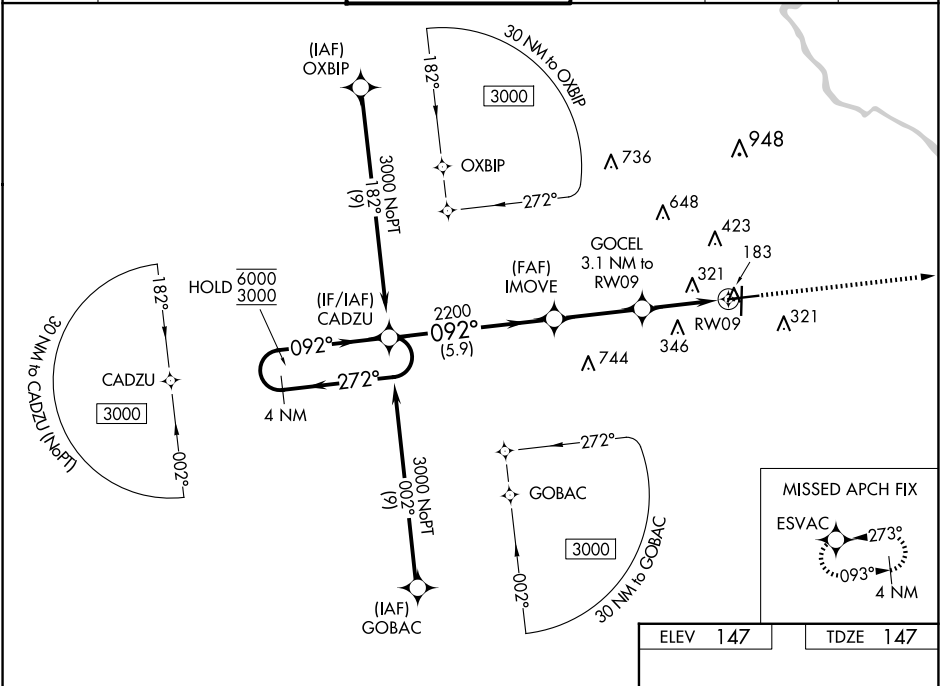 (IAF)
OXBIP
30 NM to OXBIP
182°
3000
OXBIP
272°
3000 NoPT
182°
(9)
736
948
648
423
183
GOCEL
3.1 NM to
RW09
321
(FAF)
IMOVE
HOLD 6000
3000
(IF/IAF)
CADZU
2200
092°
(5.9)
RW09
321
346
744
092°
272°
4 NM
182°
30 NM to CADZU (NoPT)
CADZU
3000
002°
3000 NoPT
002°
(9)
(IAF)
GOBAC
272°
GOBAC
3000
002°
30 NM to GOBAC
MISSED APCH FIX
ESVAC
273°
093°
4 NM
ELEV 147
TDZE 147